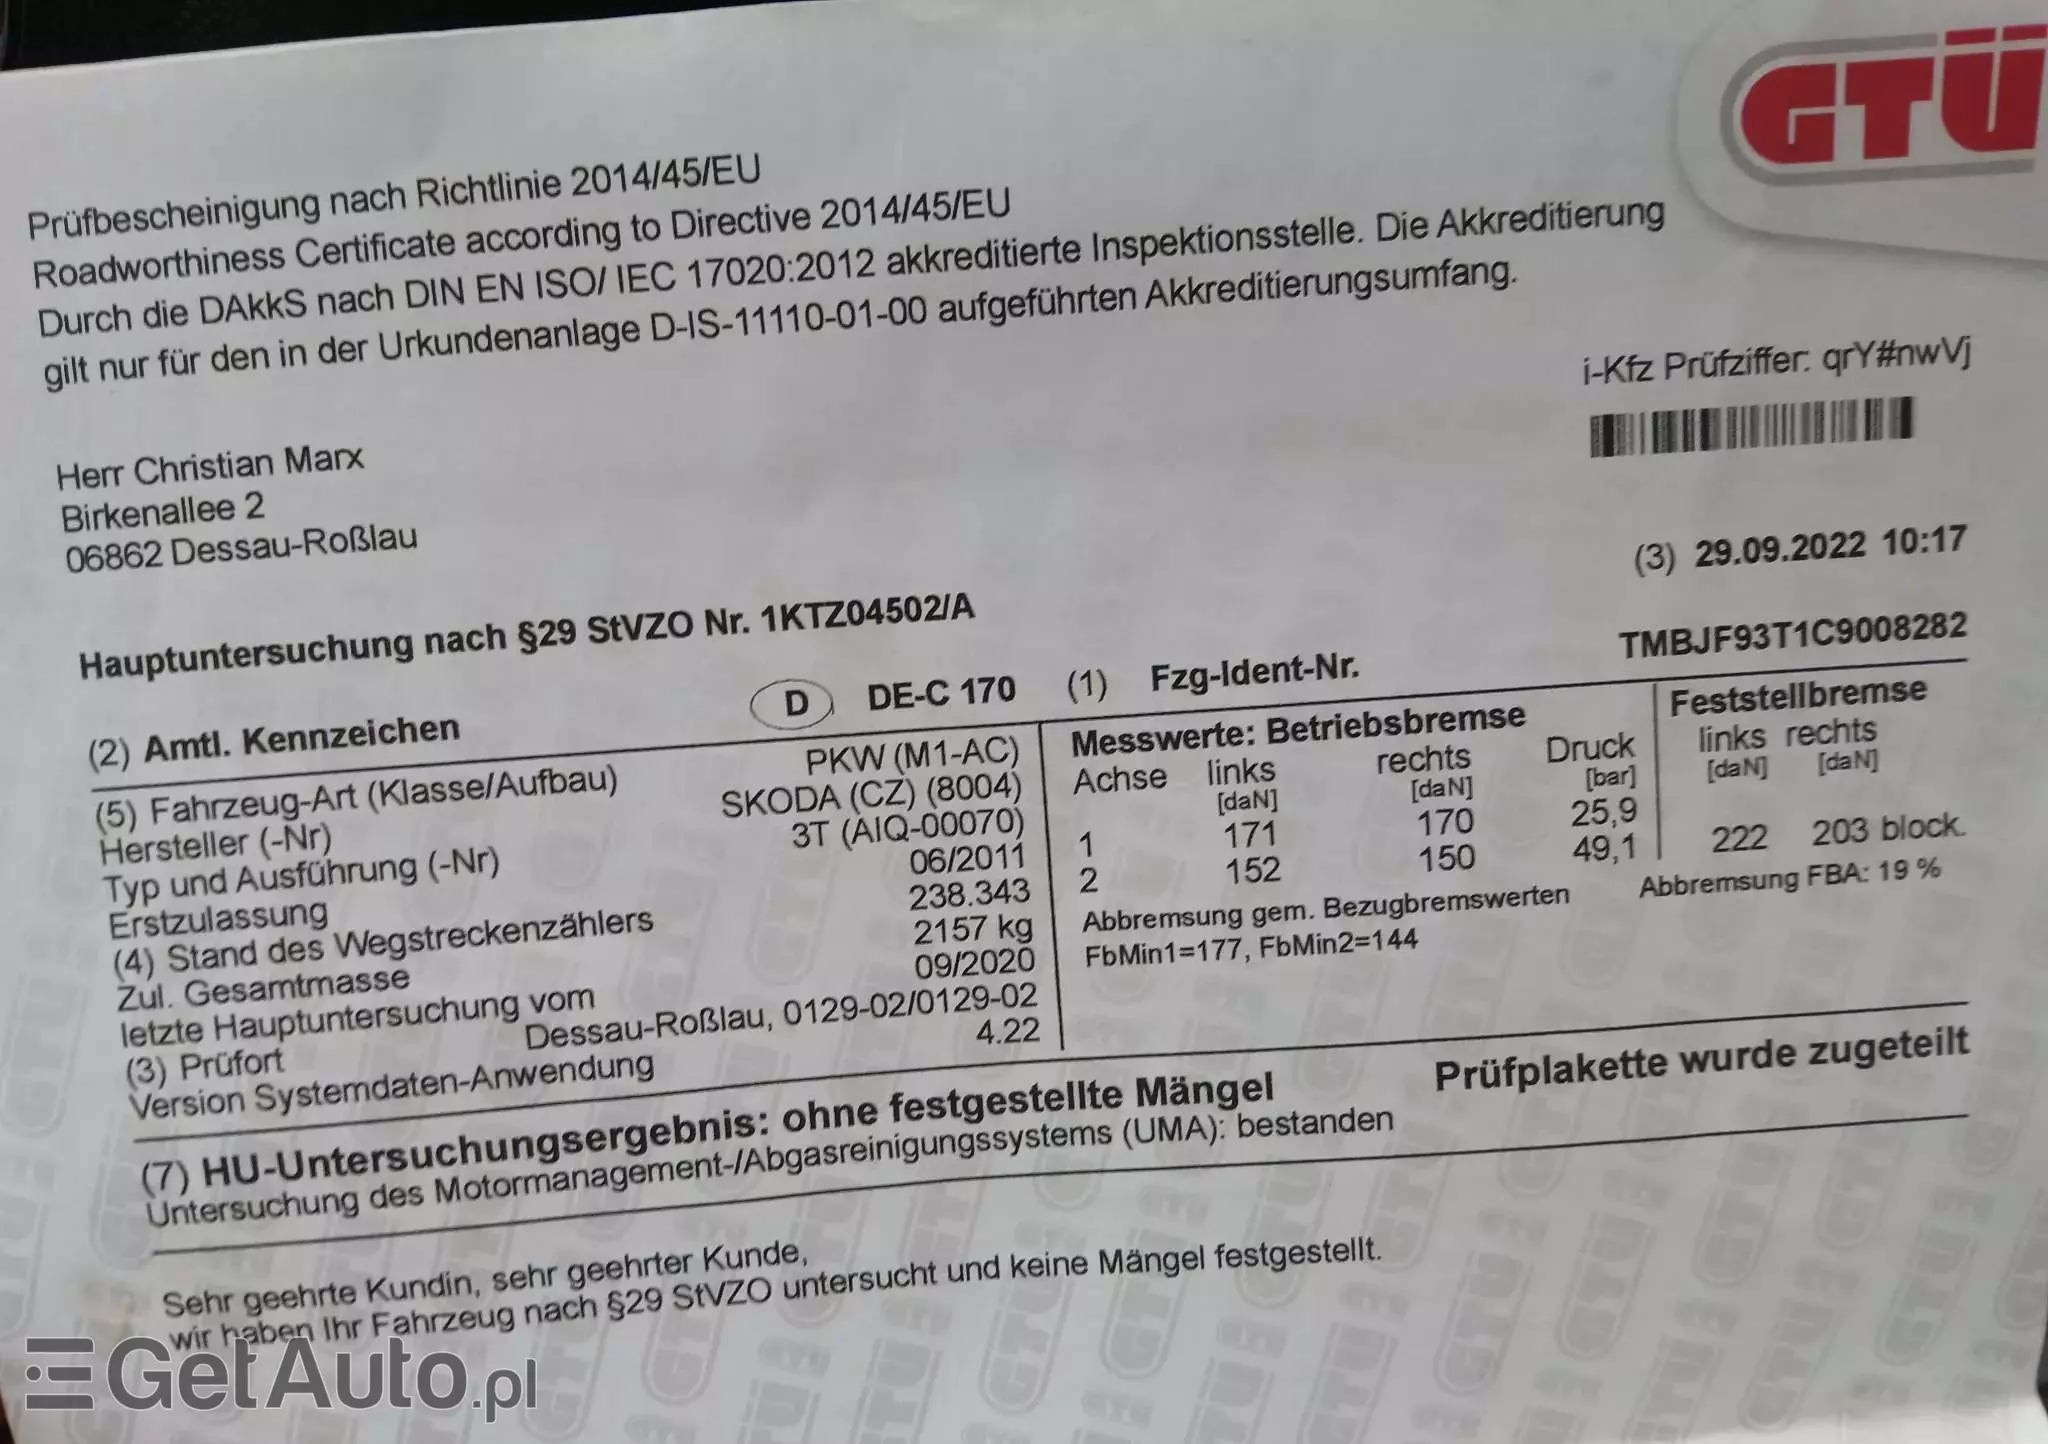 GTÜ
Prüfbescheinigung nach Richtlinie 2014/45/EU
Roadworthiness Certificate according to Directive 2014/45/EU
Durch die DAkkS nach DIN EN ISO/ IEC 17020:2012 akkreditierte Inspektionsstelle. Die Akkreditierung
gilt nur für den in der Urkundenanlage D-IS-11110-01-00 aufgeführten Akkreditierungsumfang.
i-Kfz Prüfziffer: qrY#nwVj
Herr Christian Marx
Birkenallee 2
06862 Dessau-Roßlau
(3) 29.09.2022 10:17
Hauptuntersuchung nach §29 StVZO Nr. 1KTZ04502/A
(2) Amtl. Kennzeichen D DE-C 170 (1) Fzg-Ident-Nr. TMBJF93T1C9008282
(5) Fahrzeug-Art (Klasse/Aufbau) PKW (M1-AC)
Hersteller (-Nr) SKODA (CZ) (8004)
Typ und Ausführung (-Nr) 3T (AIQ-00070)
Erstzulassung 06/2011
(4) Stand des Wegstreckenzählers 238.343
Zul. Gesamtmasse 2157 kg
letzte Hauptuntersuchung vom 09/2020
(3) Prüfort Dessau-Roßlau, 0129-02/0129-02
Version Systemdaten-Anwendung 4.22
Messwerte: Betriebsbremse Feststellbremse
Achse links rechts Druck links rechts
[daN] [daN] [bar] [daN] [daN]
1 171 170 25,9
2 152 150 49,1 222 203 block.
Abbremsung gem. Bezugbremswerten Abbremsung FBA: 19 %
FbMin1=177, FbMin2=144
(7) HU-Untersuchungsergebnis: ohne festgestellte Mängel Prüfplakette wurde zugeteilt
Untersuchung des Motormanagement-/Abgasreinigungssystems (UMA): bestanden
Sehr geehrte Kundin, sehr geehrter Kunde,
wir haben Ihr Fahrzeug nach §29 StVZO untersucht und keine Mängel festgestellt.
GetAuto.pl